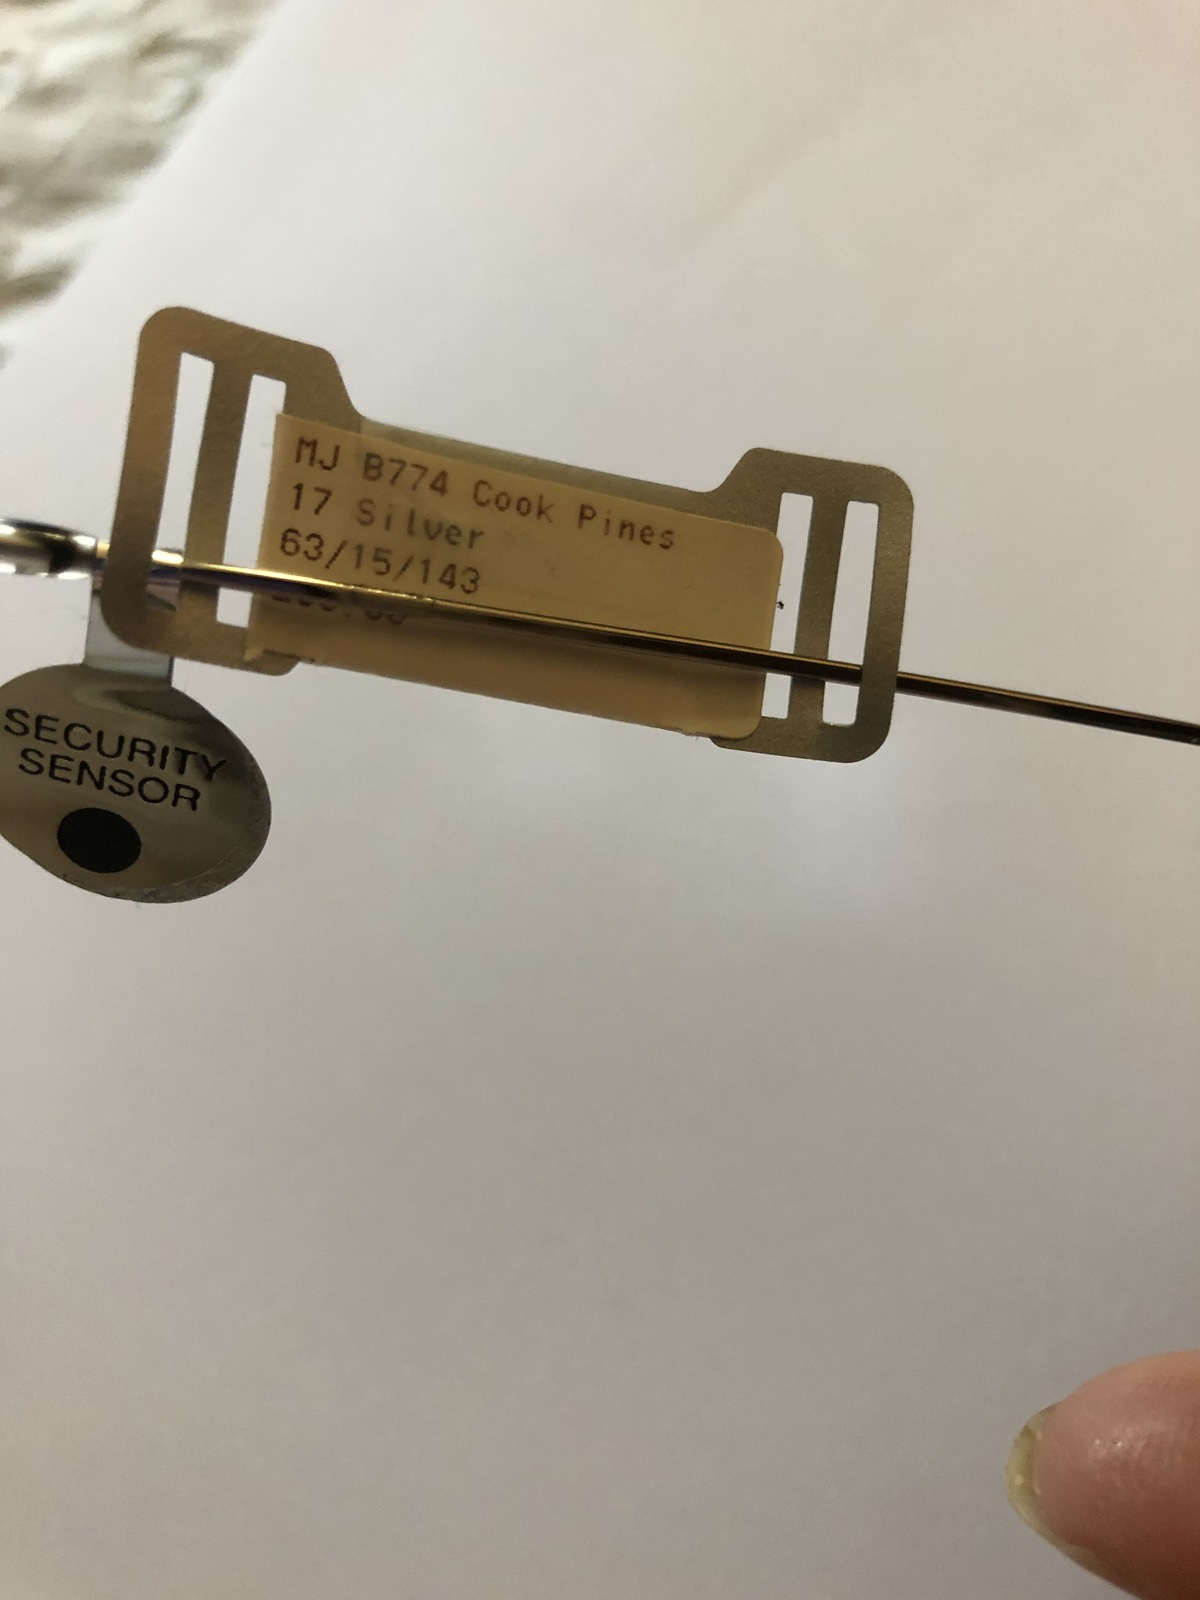 MJ B774 Cook Pines
17 Silver
63/15/143
SECURITY
SENSOR